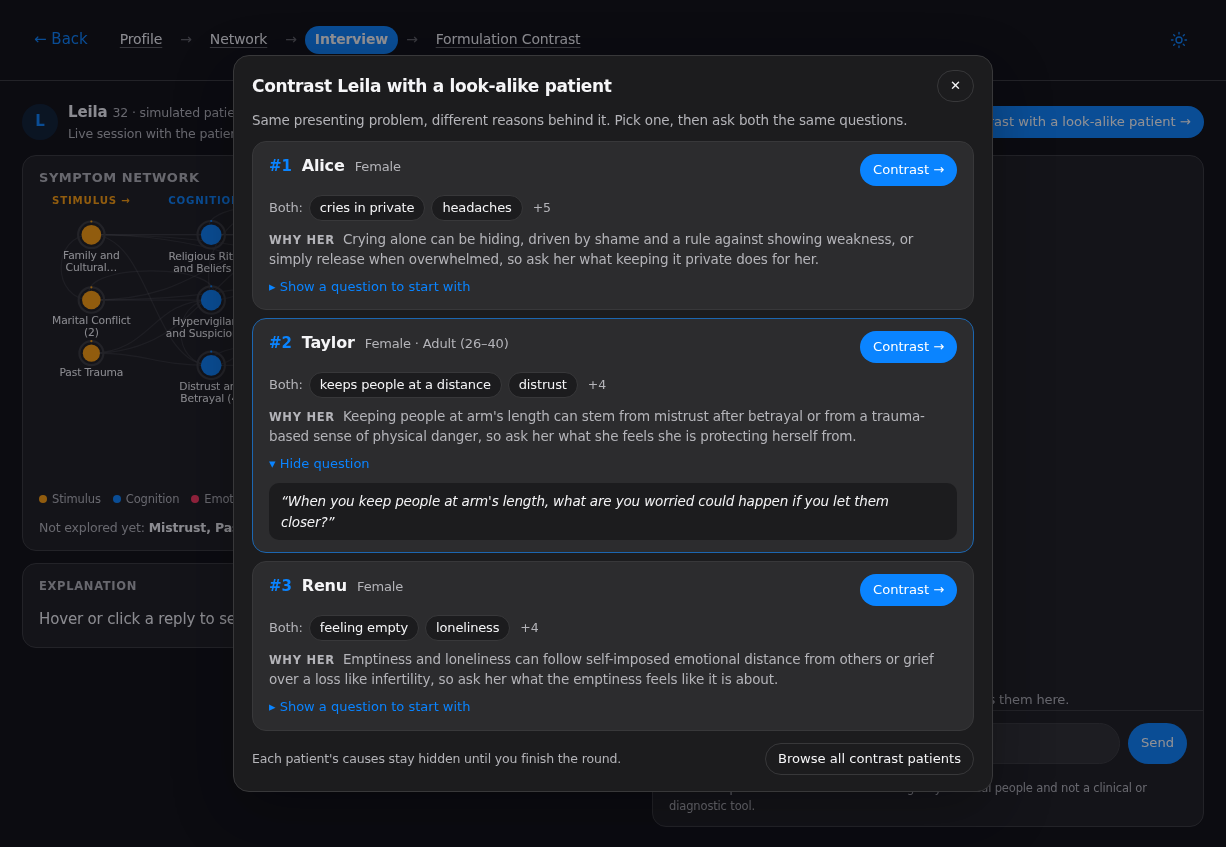 ← Back Profile → Network → Interview → Formulation Contrast
Contrast Leila with a look-alike patient ✕
Same presenting problem, different reasons behind it. Pick one, then ask both the same questions.
L Leila 32 · simulated
Live session with the
with a look-alike patient →
SYMPTOM NETWORK
STIMULUS →
Family and
Cultural...
Religious
and Beliefs
Marital Conflict
(2)
and
Past Trauma
Distrust
Betrayal
Stimulus Cognition
Not explored yet: Mistrust,
EXPLANATION
Hover or click a reply to
#1 Alice Female Contrast →
Both: cries in private headaches +5
WHY HER Crying alone can be hiding, driven by shame and a rule against showing weakness, or
simply release when overwhelmed, so ask her what keeping it private does for her.
▸ Show a question to start with
#2 Taylor Female · Adult (26–40) Contrast →
Both: keeps people at a distance distrust +4
WHY HER Keeping people at arm's length can stem from mistrust after betrayal or from a trauma-
based sense of physical danger, so ask her what she feels she is protecting herself from.
▾ Hide question
“When you keep people at arm's length, what are you worried could happen if you let them
closer?”
#3 Renu Female Contrast →
Both: feeling empty loneliness +4
WHY HER Emptiness and loneliness can follow self-imposed emotional distance from others or grief
over a loss like infertility, so ask her what the emptiness feels like it is about.
▸ Show a question to start with
Each patient's causes stay hidden until you finish the round. Browse all contrast patients
them here.
Send
people and not a clinical or
diagnostic tool.